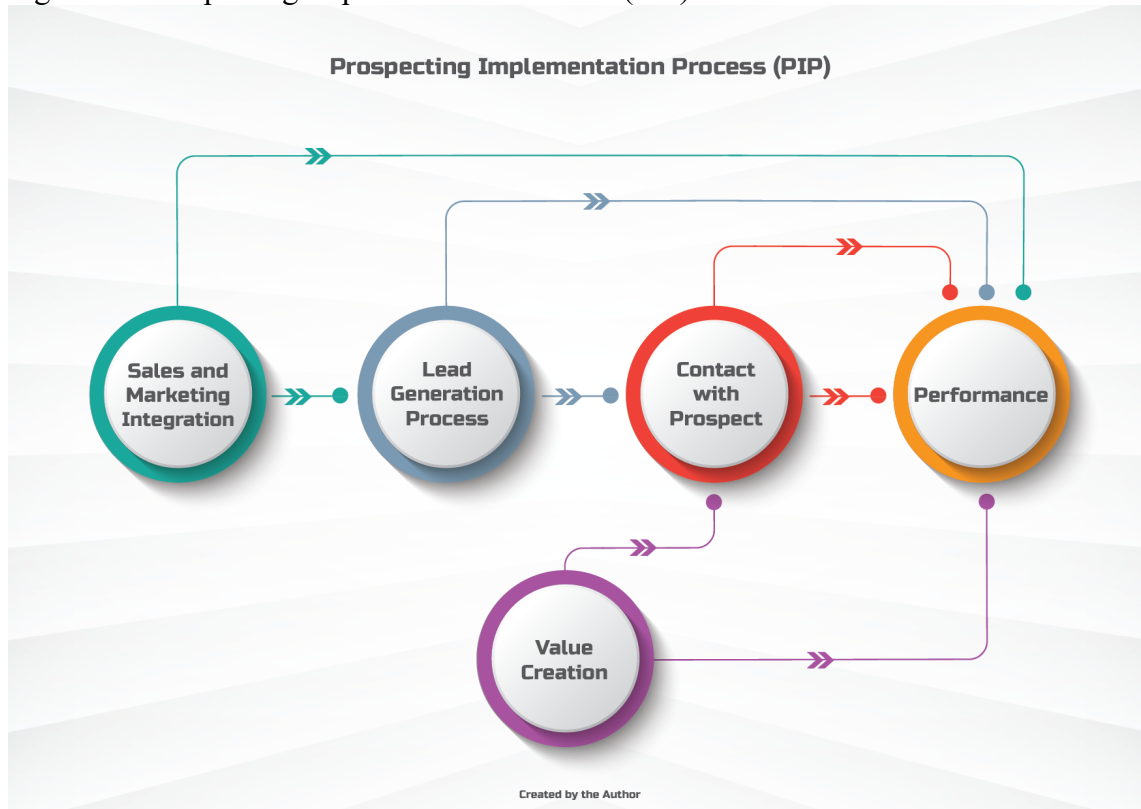 Prospecting Implementation Process (PIP)
Sales and
Marketing
Integration
Lead
Generation
Process
Contact
with
Prospect
Performance
Value
Creation
Created by the Author